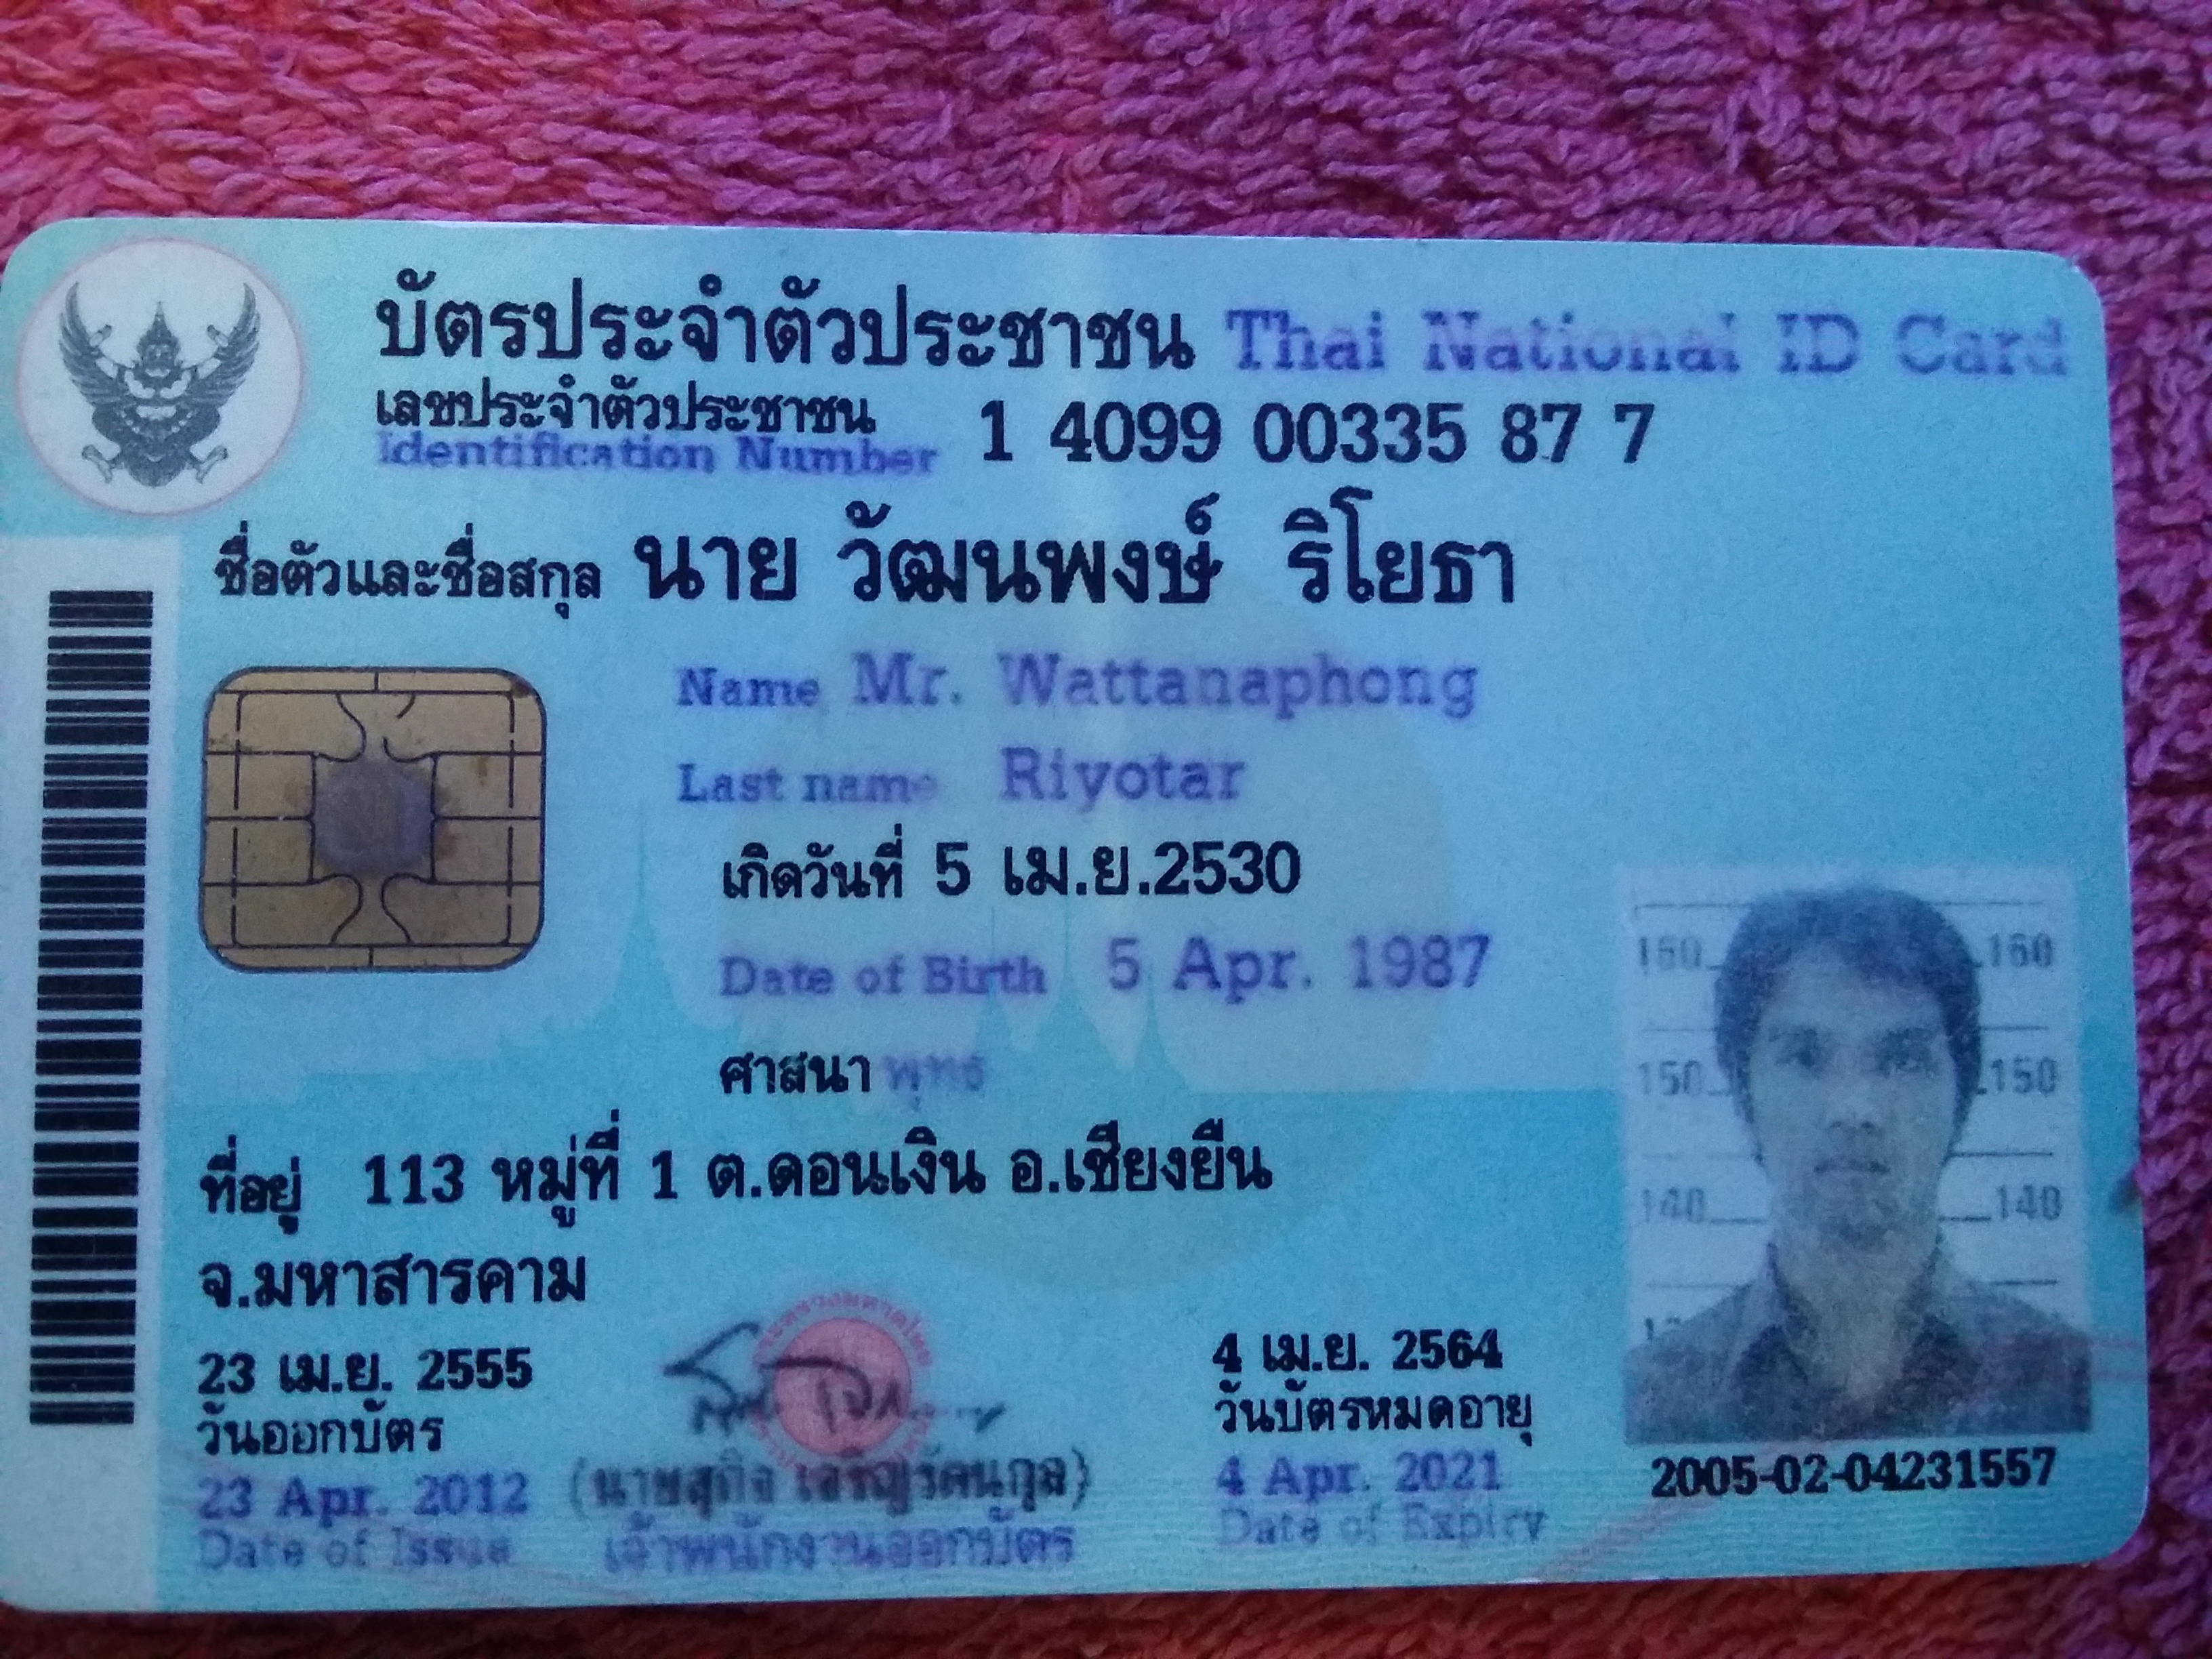 บัตรประจำตัวประชาชน Thai National ID Card
เลขประจำตัวประชาชน 1 4099 00335 87 7
Identification Number
ชื่อตัวและชื่อสกุล นาย วัฒนพงษ์ ริโยธา
Name Mr. Wattanaphong
Last name Riyotar
เกิดวันที่ 5 เม.ย.2530
Date of Birth 5 Apr. 1987
ศาสนา พุทธ
ที่อยู่ 113 หมู่ที่ 1 ต.ดอนเงิน อ.เชียงยืน
จ.มหาสารคาม
160 160
150 150
140 140
23 เม.ย. 2555
วันออกบัตร
23 Apr. 2012
Date of Issue
(นายสุกิจ เจริญรัตนกุล)
เจ้าพนักงานออกบัตร
4 เม.ย. 2564
วันบัตรหมดอายุ
4 Apr. 2021
Date of Expiry
2005-02-04231557